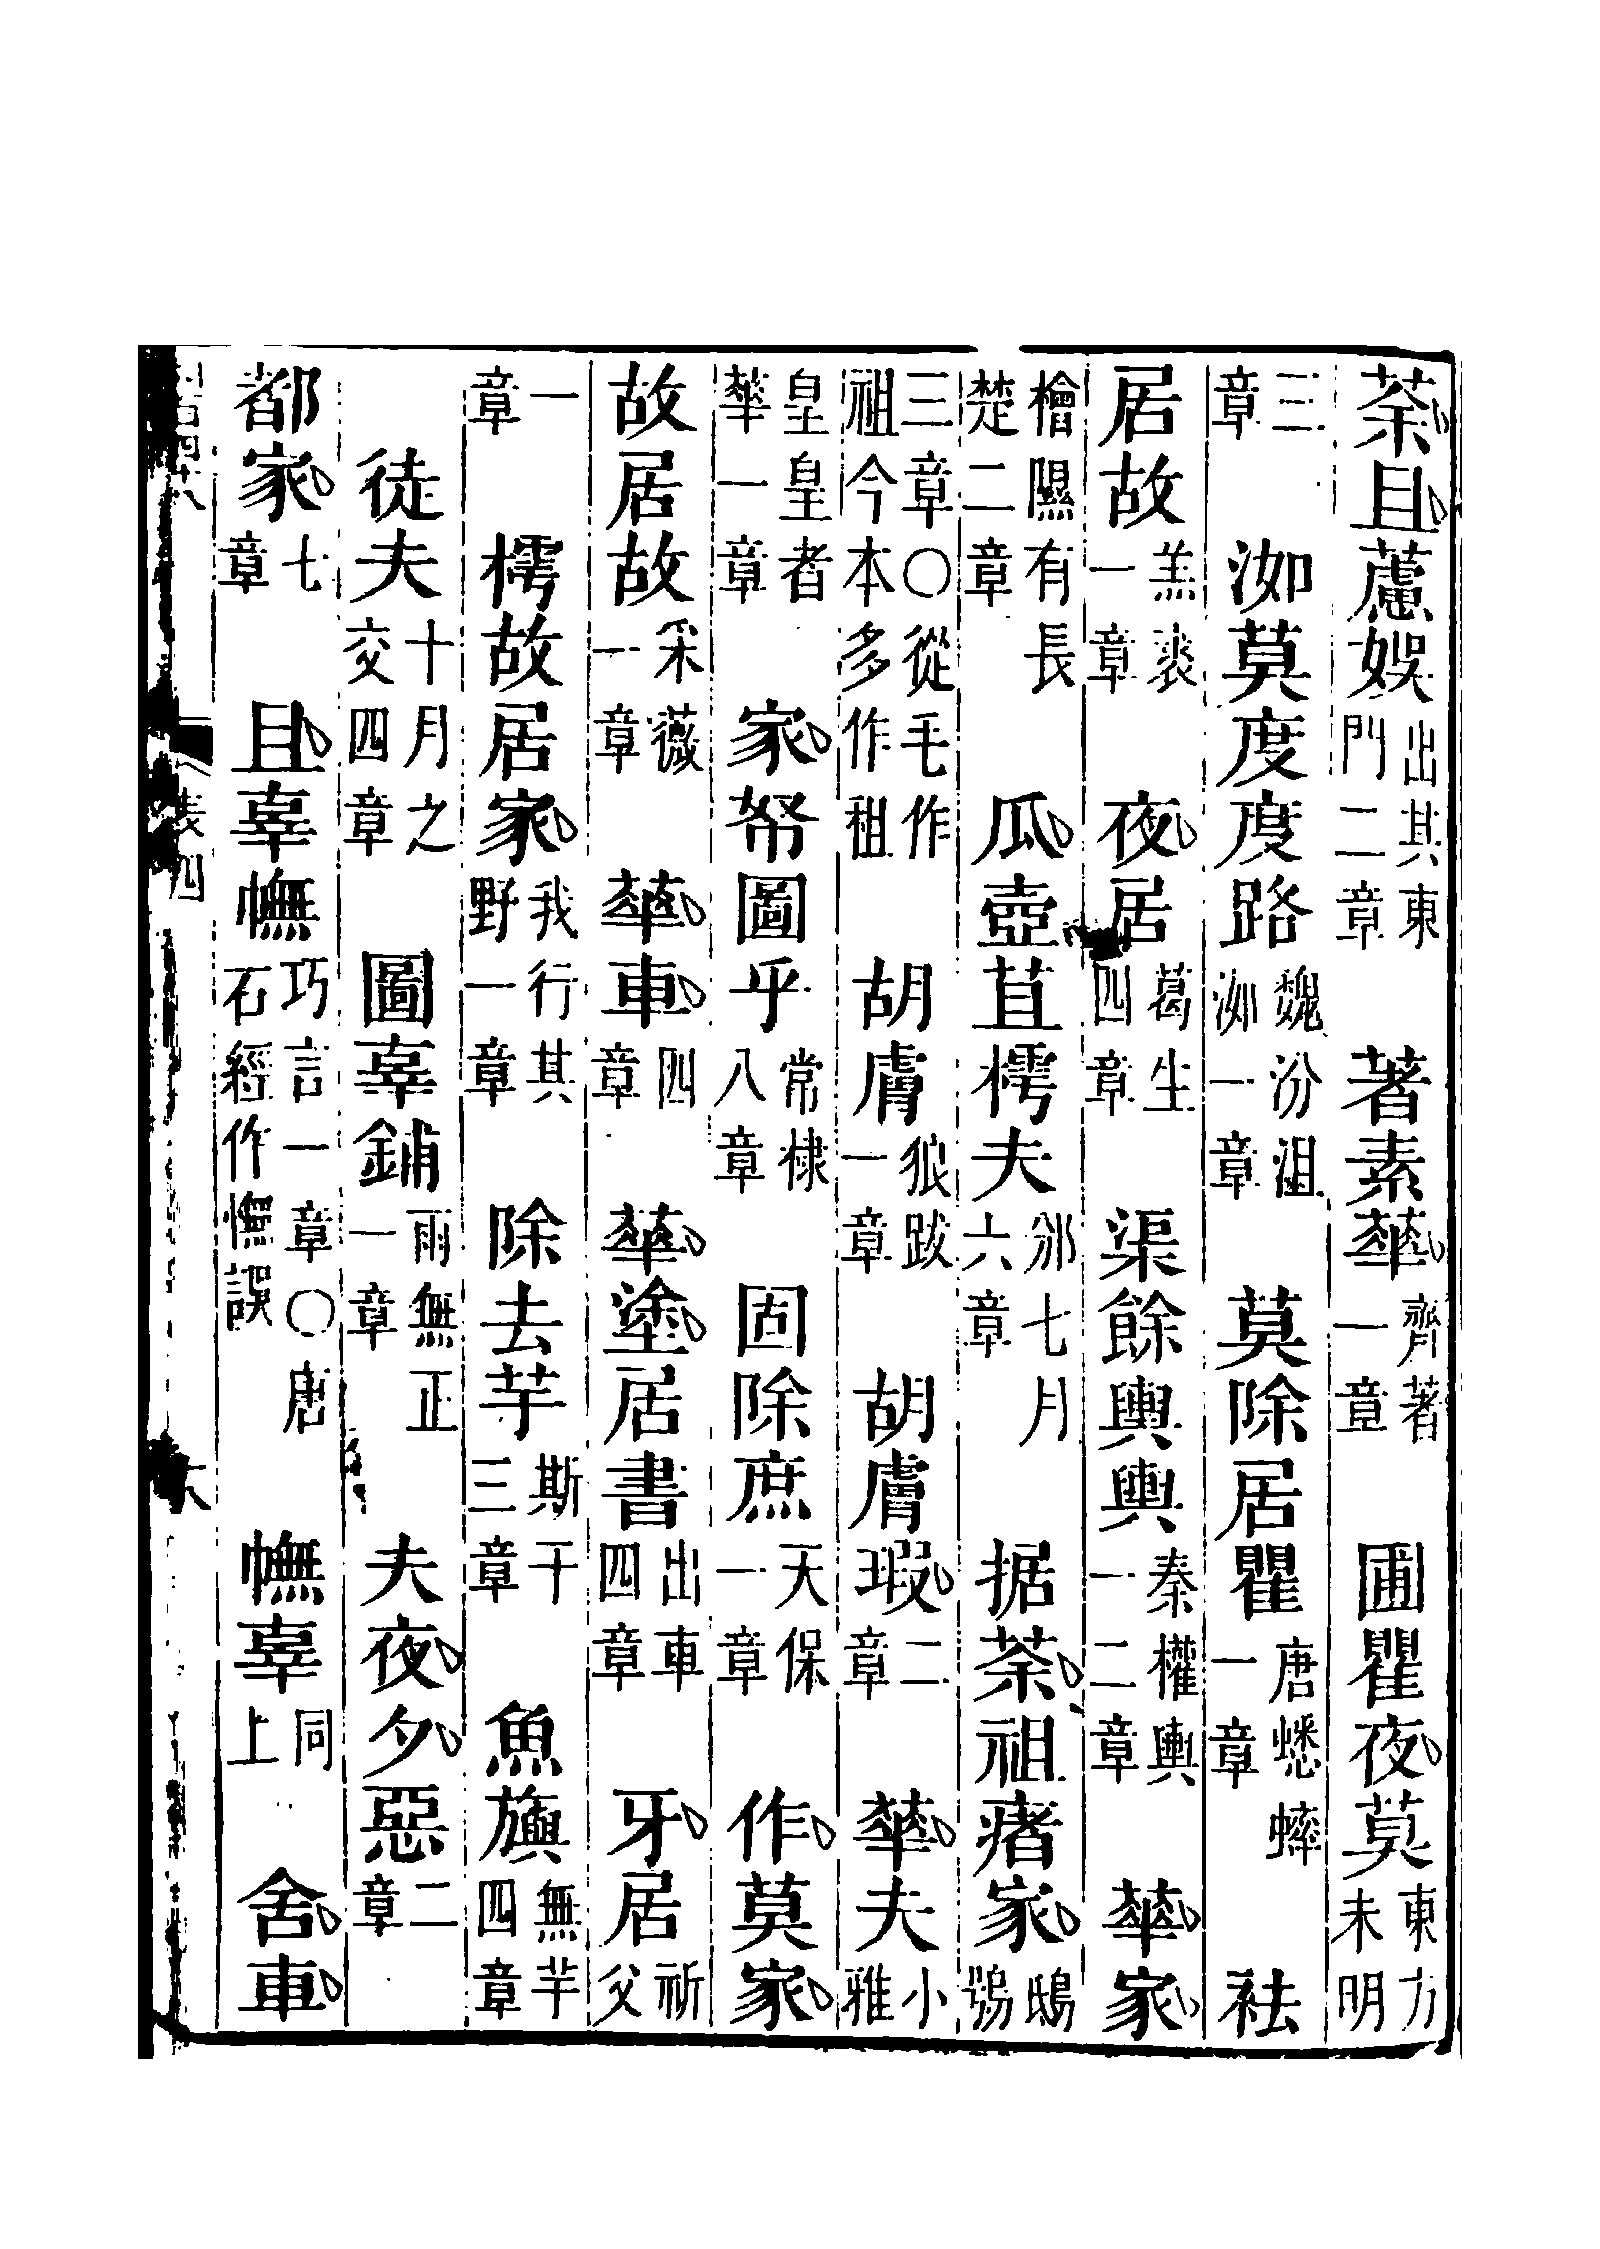 荼且藘娛出其東門二章　著素華齊著一章　圃瞿夜莫東方未明
三章　洳莫度度路魏汾沮洳一章　莫除居瞿唐蟋蟀一章　袪
居故羔裘一章　夜居葛生四章　渠餘輿輿秦權輿一二章　華家
檜隰有長楚二章　瓜壺苴樗夫邠七月六章　据荼祖瘏家鴟鴞
三章〇從毛作祖今本多作租　胡膚狼跋一章　胡膚瑕二章　華夫小雅
皇皇者華一章　家帑圖乎常棣八章　固除庶天保一章　作莫家
故居故采薇一章　華車四章　華塗居書出車四章　牙居祈父
一章　樗故居家我行其野一章　除去芋斯干三章　魚旟無羊四章
徒夫十月之交四章　圖辜鋪雨無正一章　夫夜夕惡二章
都家七章　且辜幠巧言一章〇唐石經作憮誤　幠辜同上　舍車
表四